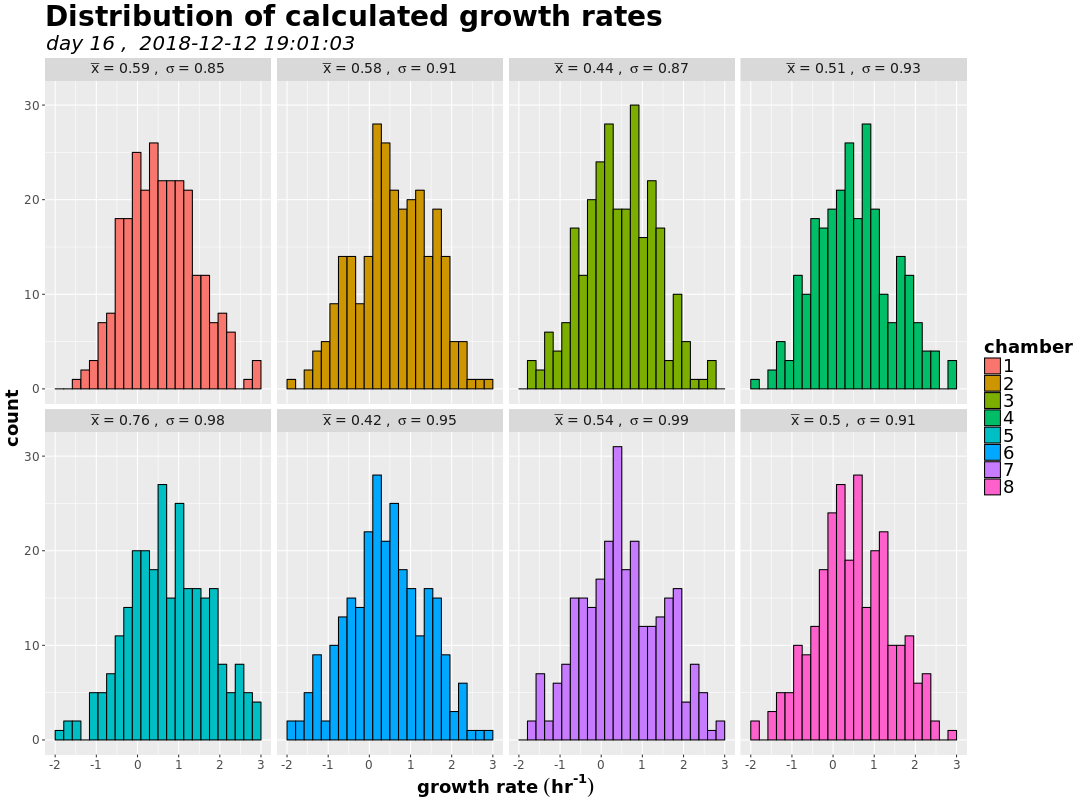 Distribution of calculated growth rates
day 16 ,  2018-12-12 19:01:03
x̅ = 0.59 ,  σ = 0.85
x̅ = 0.58 ,  σ = 0.91
x̅ = 0.44 ,  σ = 0.87
x̅ = 0.51 ,  σ = 0.93
30
20
10
0
x̅ = 0.76 ,  σ = 0.98
x̅ = 0.42 ,  σ = 0.95
x̅ = 0.54 ,  σ = 0.99
x̅ = 0.5 ,  σ = 0.91
30
20
10
0
-2 -1 0 1 2 3
-2 -1 0 1 2 3
-2 -1 0 1 2 3
-2 -1 0 1 2 3
count
growth rate (hr⁻¹)
chamber
1
2
3
4
5
6
7
8